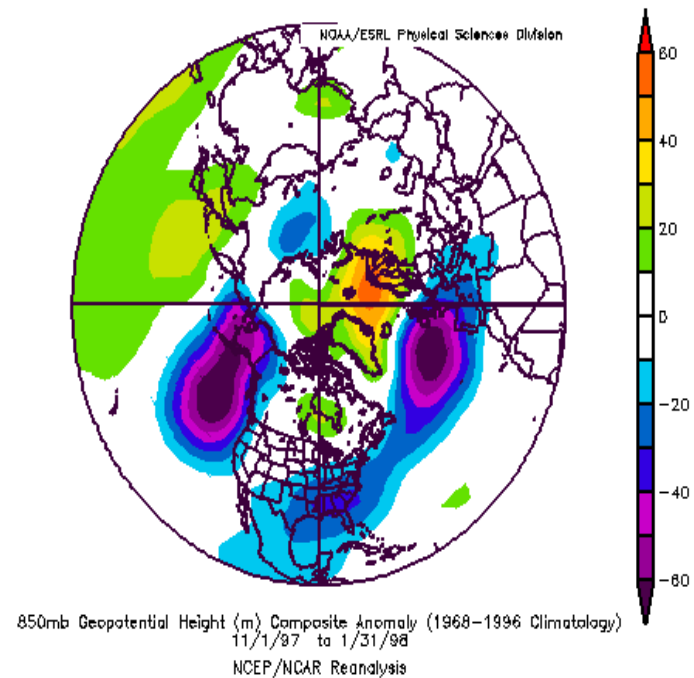 NOAA/ESRL Physical Sciences Division
60
40
20
0
-20
-40
-60
850mb Geopotential Height (m) Composite Anomaly (1968-1996 Climatology)
11/1/97 to 1/31/98
NCEP/NCAR Reanalysis